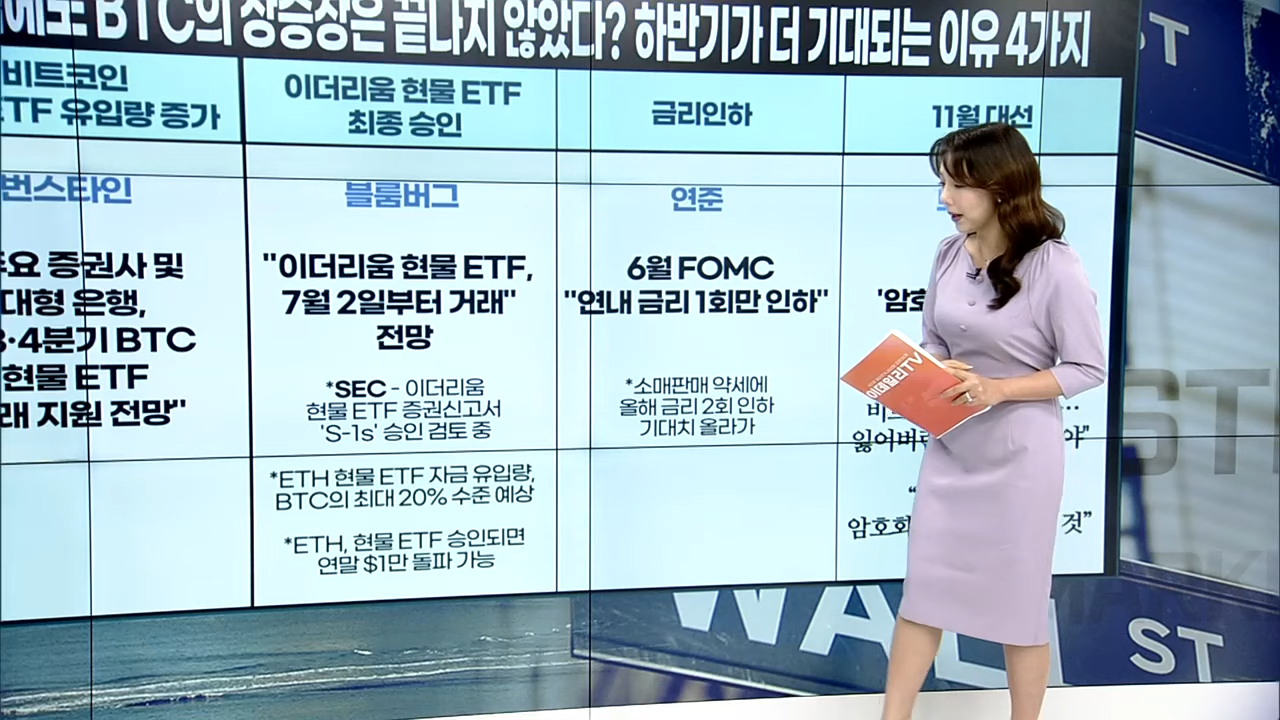 BTC의 상승장은 끝나지 않았다? 하반기가 더 기대되는 이유 4가지
비트코인
ETF 유입량 증가
이더리움 현물 ETF
최종 승인
금리인하
11월 대선
번스타인
블룸버그
연준
주요 증권사 및
대형 은행,
3·4분기 BTC
현물 ETF
지원 전망"
"이더리움 현물 ETF,
7월 2일부터 거래"
전망
*SEC - 이더리움
현물 ETF 증권신고서
'S-1s' 승인 검토 중
*ETH 현물 ETF 자금 유입량,
BTC의 최대 20% 수준 예상
*ETH, 현물 ETF 승인되면
연말 $1만 돌파 가능
6월 FOMC
"연내 금리 1회만 인하"
*소매판매 약세에
올해 금리 2회 인하
기대치 올라가
것"
이데일리TV
ST
WALL ST